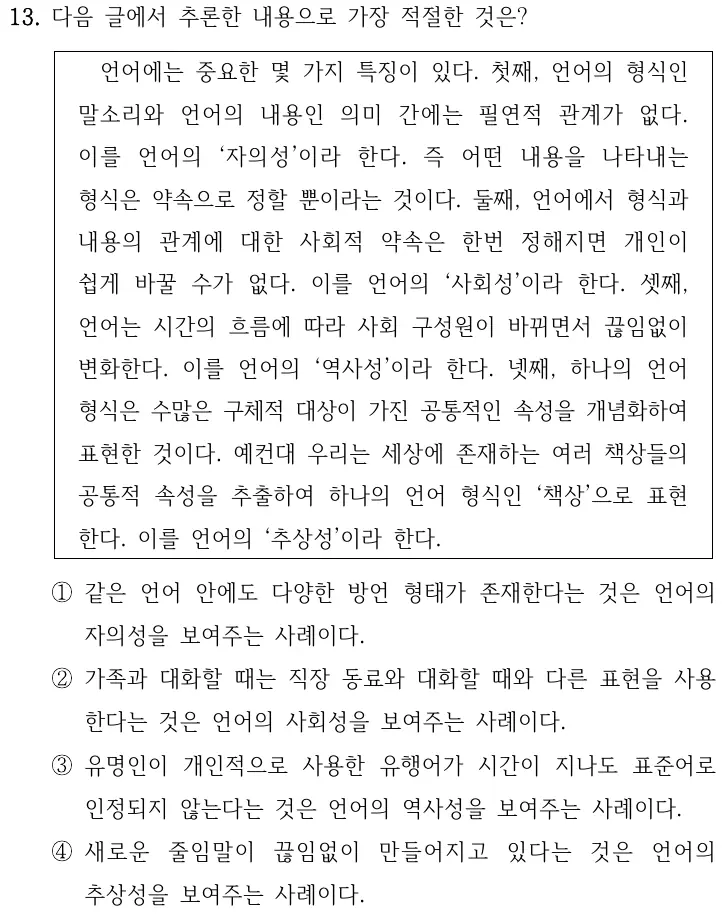 13. 다음 글에서 추론한 내용으로 가장 적절한 것은?
언어에는 중요한 몇 가지 특징이 있다. 첫째, 언어의 형식인
말소리와 언어의 내용인 의미 간에는 필연적 관계가 없다.
이를 언어의 ‘자의성’이라 한다. 즉 어떤 내용을 나타내는
형식은 약속으로 정할 뿐이라는 것이다. 둘째, 언어에서 형식과
내용의 관계에 대한 사회적 약속은 한번 정해지면 개인이
쉽게 바꿀 수가 없다. 이를 언어의 ‘사회성’이라 한다. 셋째,
언어는 시간의 흐름에 따라 사회 구성원이 바뀌면서 끊임없이
변화한다. 이를 언어의 ‘역사성’이라 한다. 넷째, 하나의 언어
형식은 수많은 구체적 대상이 가진 공통적인 속성을 개념화하여
표현한 것이다. 예컨대 우리는 세상에 존재하는 여러 책상들의
공통적 속성을 추출하여 하나의 언어 형식인 ‘책상’으로 표현
한다. 이를 언어의 ‘추상성’이라 한다.
① 같은 언어 안에도 다양한 방언 형태가 존재한다는 것은 언어의
자의성을 보여주는 사례이다.
② 가족과 대화할 때는 직장 동료와 대화할 때와 다른 표현을 사용
한다는 것은 언어의 사회성을 보여주는 사례이다.
③ 유명인이 개인적으로 사용한 유행어가 시간이 지나도 표준어로
인정되지 않는다는 것은 언어의 역사성을 보여주는 사례이다.
④ 새로운 줄임말이 끊임없이 만들어지고 있다는 것은 언어의
추상성을 보여주는 사례이다.